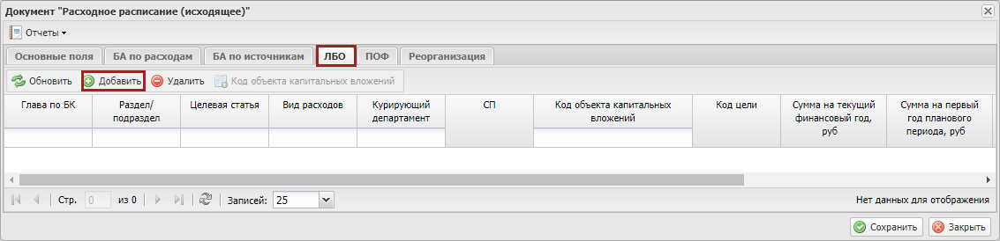 Документ "Расходное расписание (исходящее)"
Отчеты
Основные поля БА по расходам БА по источникам ЛБО ПОФ Реорганизация
Обновить Добавить Удалить Код объекта капитальных вложений
Глава по БК Раздел/ подраздел Целевая статья Вид расходов Курирующий департамент СП Код объекта капитальных вложений Код цели Сумма на текущий финансовый год, руб Сумма на первый год планового периода, руб
Стр. 0 из 0 Записей: 25 Нет данных для отображения
Сохранить Закрыть